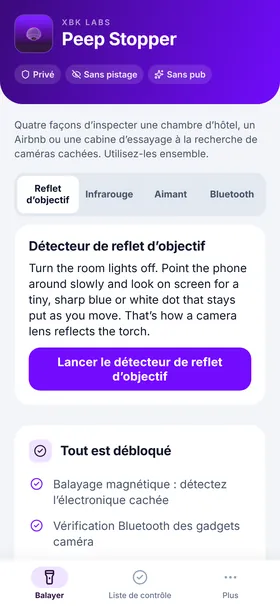 XBK LABS
Peep Stopper
Privé
Sans pistage
Sans pub
Quatre façons d'inspecter une chambre d'hôtel, un
Airbnb ou une cabine d'essayage à la recherche de
caméras cachées. Utilisez-les ensemble.
Reflet
d'objectif
Infrarouge
Aimant
Bluetooth
Détecteur de reflet d'objectif
Turn the room lights off. Point the phone
around slowly and look on screen for a
tiny, sharp blue or white dot that stays
put as you move. That's how a camera
lens reflects the torch.
Lancer le détecteur de reflet
d'objectif
Tout est débloqué
Balayage magnétique : détectez
l'électronique cachée
Vérification Bluetooth des gadgets
caméra
Balayer
Liste de contrôle
Plus